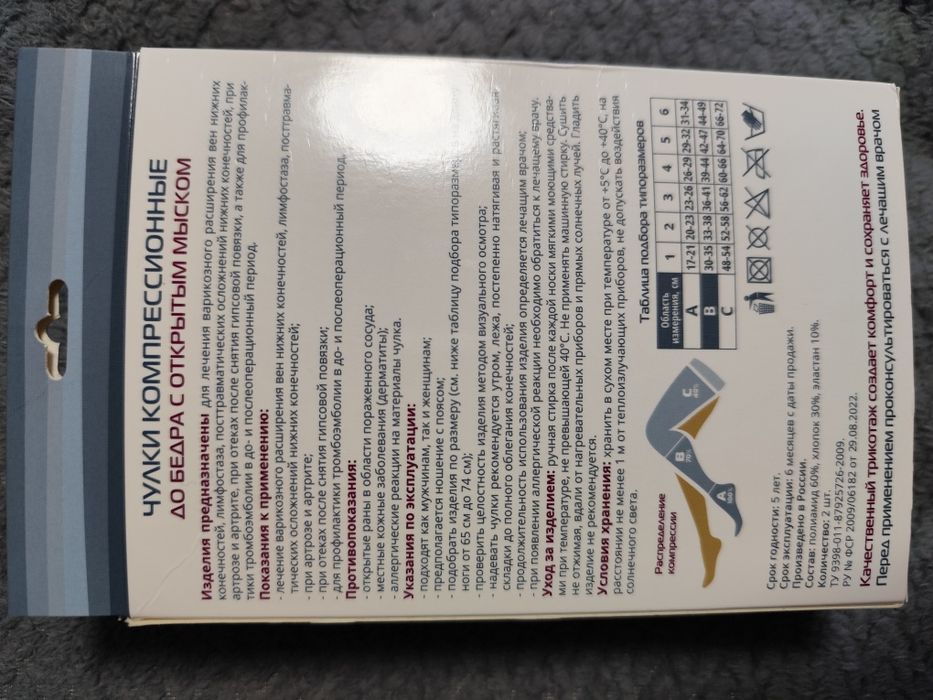 ЧУЛКИ КОМПРЕССИОННЫЕ
ДО БЕДРА С ОТКРЫТЫМ МЫСКОМ
Изделия предназначены для лечения варикозного расширения вен нижних
конечностей, лимфостаза, посттравматических осложнений нижних конечностей, при
артрозе и артрите, при отеках после снятия гипсовой повязки, а также для профилак-
тики тромбоэмболии в до- и послеоперационный период.
Показания к применению:
- лечение варикозного расширения вен нижних конечностей, лимфостаза, посттравма-
тических осложнений нижних конечностей;
- при артрозе и артрите;
- при отеках после снятия гипсовой повязки;
- для профилактики тромбоэмболии в до- и послеоперационный период.
Противопоказания:
- открытые раны в области пораженного сосуда;
- местные кожные заболевания (дерматиты);
- аллергические реакции на материалы чулка.
Указания по эксплуатации:
- подходят как мужчинам, так и женщинам;
- предполагается ношение с поясом;
- подобрать изделия по размеру (см. ниже таблицу подбора типоразмеров
ноги от 65 см до 74 см);
- проверить целостность изделия методом визуального осмотра;
- надевать чулки рекомендуется утром, лежа, постепенно натягивая и растягивая
складки до полного облегания конечностей;
- продолжительность использования изделия определяется лечащим врачом;
- при появлении аллергической реакции необходимо обратиться к лечащему врачу.
Уход за изделием: ручная стирка после каждой носки мягкими моющими средства-
ми при температуре, не превышающей 40°С. Не применять машинную стирку. Сушить
не отжимая, вдали от нагревательных приборов и прямых солнечных лучей. Гладить
изделие не рекомендуется.
Условия хранения: хранить в сухом месте при температуре от +5°С до +40°С, на
расстоянии не менее 1 м от теплоизлучающих приборов, не допускать воздействия
солнечного света.
Распределение
компрессии
A
100%
B
70%
C
40%
Таблица подбора типоразмеров
Область
измерения, см
1 2 3 4 5 6
A 17-21 20-23 23-26 26-29 29-32 31-34
B 30-35 33-38 36-41 39-44 42-47 44-49
C 48-54 52-58 56-62 60-66 64-70 66-72
Срок годности: 5 лет.
Срок эксплуатации: 6 месяцев с даты продажи.
Произведено в России.
Состав: полиамид 60%, хлопок 30%, эластан 10%.
Количество: 2 шт.
ТУ 9398-011-87925726-2009.
РУ № ФСР 2009/06182 от 29.08.2022.
Качественный трикотаж создает комфорт и сохраняет здоровье.
Перед применением проконсультироваться с лечащим врачом